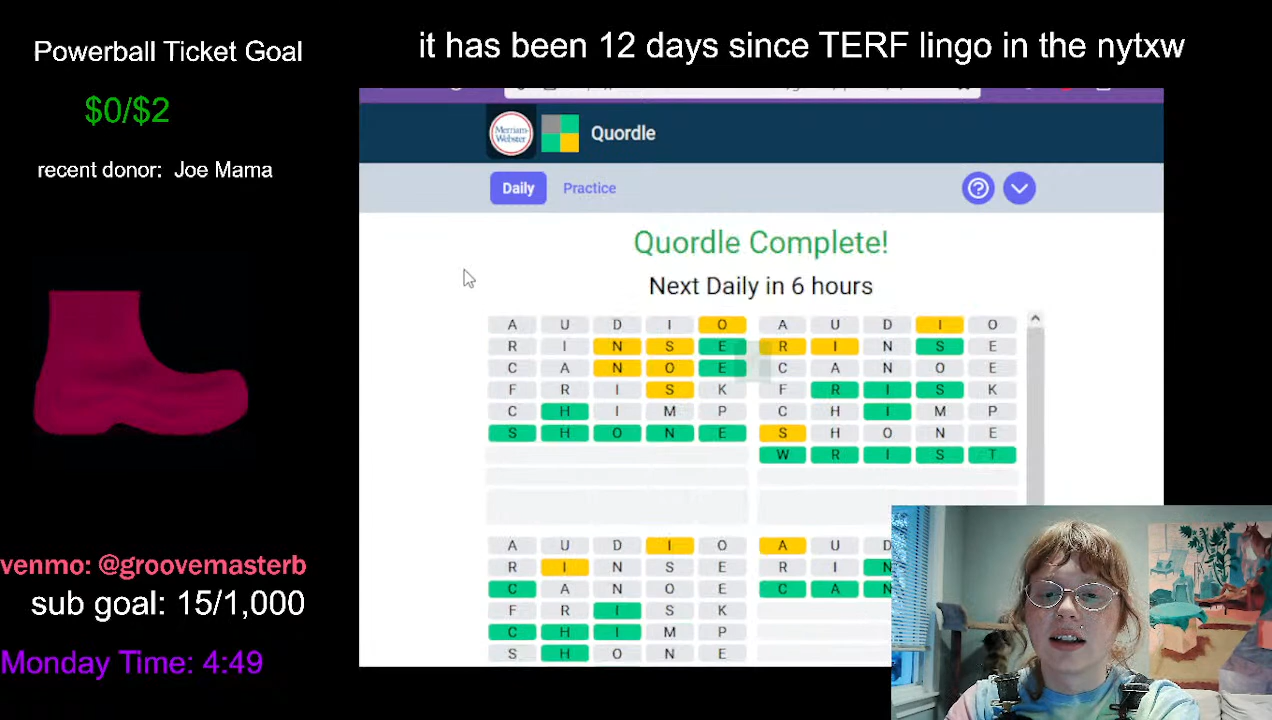 Powerball Ticket Goal
$0/$2
recent donor: Joe Mama
it has been 12 days since TERF lingo in the nytxw
Merriam-
Webster
Quordle
Daily
Practice
?
Quordle Complete!
Next Daily in 6 hours
A U D I O A U D I O
R I N S E R I N S E
C A N O E C A N O E
F R I S K F R I S K
C H I M P C H I M P
S H O N E S H O N E
W R I S T
A U D I O A U D
R I N S E R I N
C A N O E C A N
F R I S K
C H I M P
S H O N E
venmo: @groovemasterb
sub goal: 15/1,000
Monday Time: 4:49